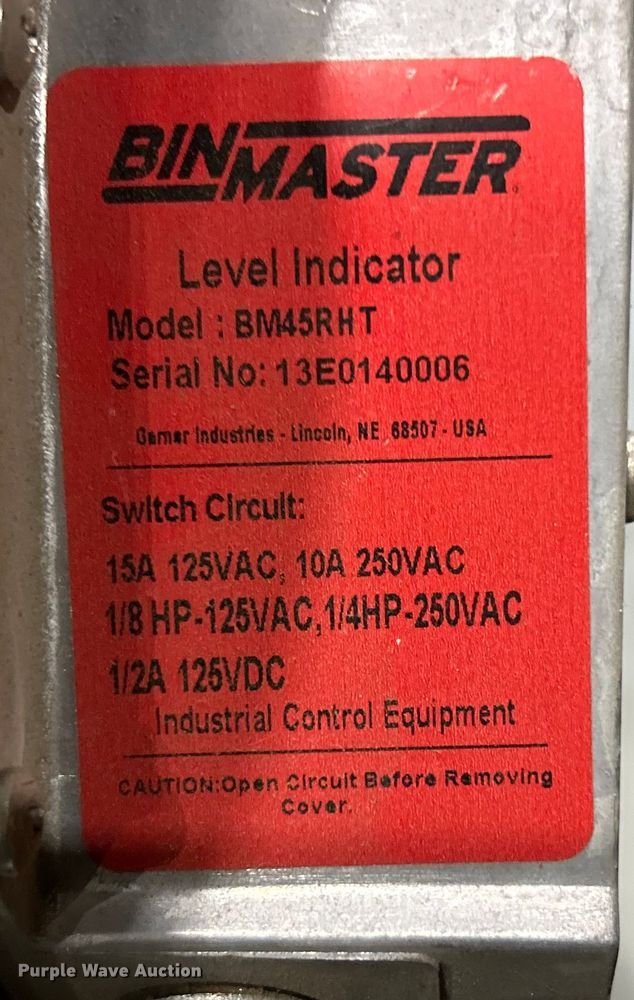 BINMASTER
Level Indicator
Model : BM45RHT
Serial No: 13E0140006
Garner Industries - Lincoln, NE 68507 - USA
Switch Circuit:
15A 125VAC, 10A 250VAC
1/8 HP-125VAC,1/4HP-250VAC
1/2A 125VDC
Industrial Control Equipment
CAUTION:Open Circuit Before Removing
Cover.
Purple Wave Auction